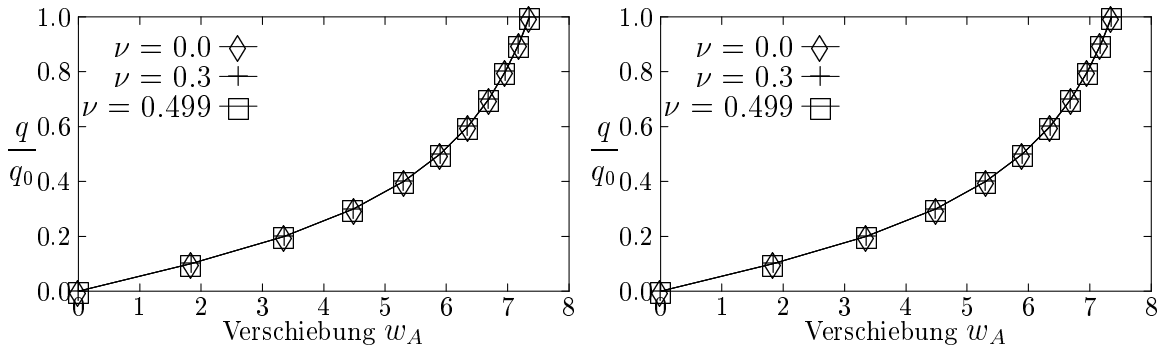 1.0
0.8
0.6
0.4
0.2
0.0
q
q0
ν = 0.0
ν = 0.3
ν = 0.499
0 1 2 3 4 5 6 7 8
Verschiebung wA
1.0
0.8
0.6
0.4
0.2
0.0
q
q0
ν = 0.0
ν = 0.3
ν = 0.499
0 1 2 3 4 5 6 7 8
Verschiebung wA